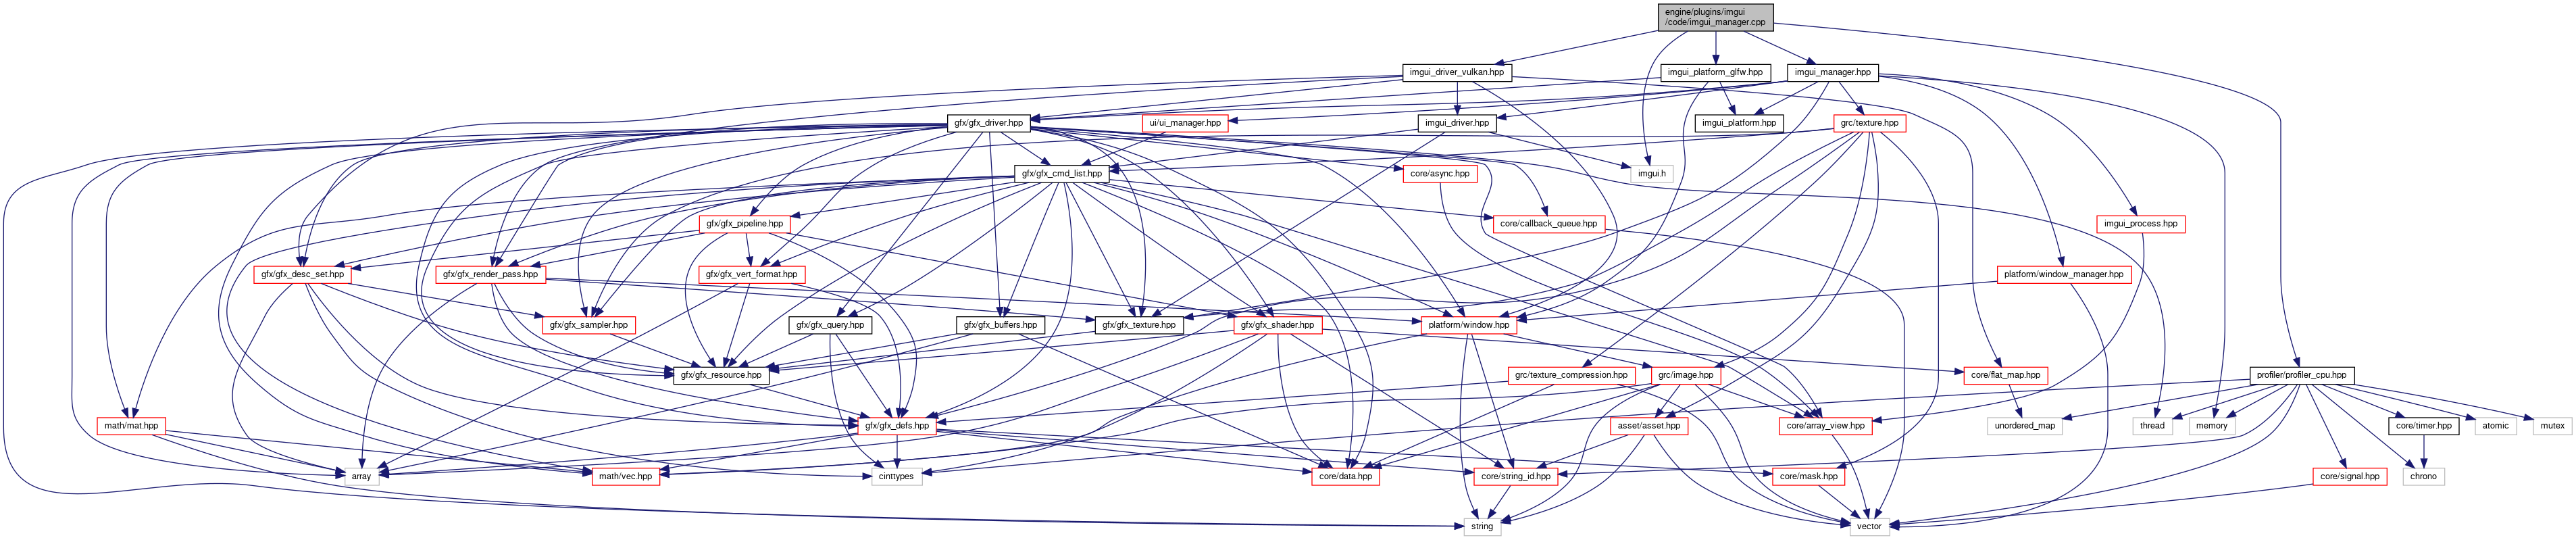 engine/plugins/imgui
/code/imgui_manager.cpp
imgui_driver_vulkan.hpp
imgui_platform_glfw.hpp
imgui_manager.hpp
gfx/gfx_driver.hpp
ui/ui_manager.hpp
imgui_driver.hpp
imgui_platform.hpp
grc/texture.hpp
gfx/gfx_cmd_list.hpp
core/async.hpp
imgui.h
gfx/gfx_pipeline.hpp
core/callback_queue.hpp
imgui_process.hpp
gfx/gfx_desc_set.hpp
gfx/gfx_render_pass.hpp
gfx/gfx_vert_format.hpp
platform/window_manager.hpp
gfx/gfx_sampler.hpp
gfx/gfx_query.hpp
gfx/gfx_buffers.hpp
gfx/gfx_texture.hpp
gfx/gfx_shader.hpp
platform/window.hpp
gfx/gfx_resource.hpp
grc/texture_compression.hpp
grc/image.hpp
core/flat_map.hpp
profiler/profiler_cpu.hpp
math/mat.hpp
gfx/gfx_defs.hpp
asset/asset.hpp
core/array_view.hpp
unordered_map
thread
memory
core/timer.hpp
atomic
mutex
array
math/vec.hpp
cinttypes
core/data.hpp
core/string_id.hpp
core/mask.hpp
core/signal.hpp
chrono
string
vector